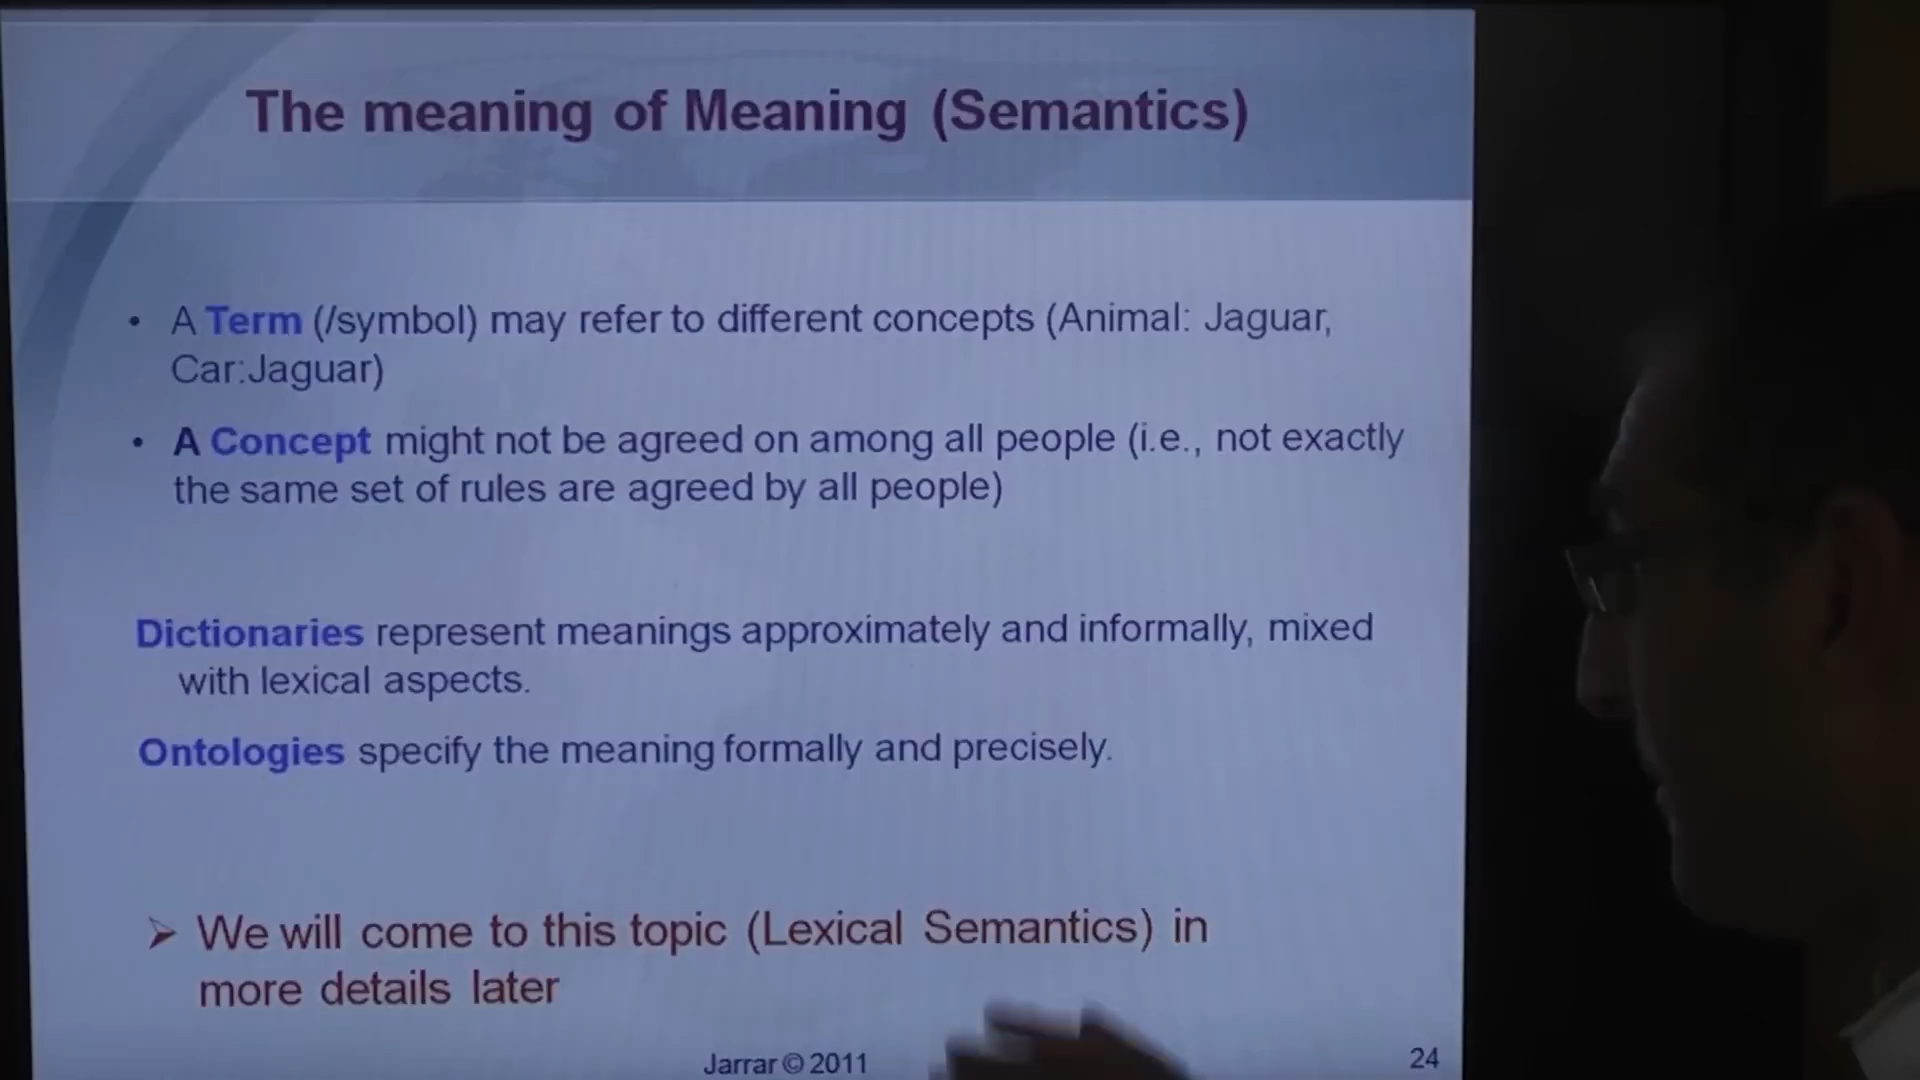 The meaning of Meaning (Semantics)
• A Term (/symbol) may refer to different concepts (Animal: Jaguar,
Car:Jaguar)
• A Concept might not be agreed on among all people (i.e., not exactly
the same set of rules are agreed by all people)
Dictionaries represent meanings approximately and informally, mixed
with lexical aspects.
Ontologies specify the meaning formally and precisely.
➢ We will come to this topic (Lexical Semantics) in
more details later
Jarrar © 2011
24